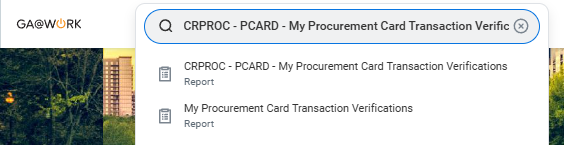 GA@WORK
CRPROC - PCARD - My Procurement Card Transaction Verific
CRPROC - PCARD - My Procurement Card Transaction Verifications
Report
My Procurement Card Transaction Verifications
Report